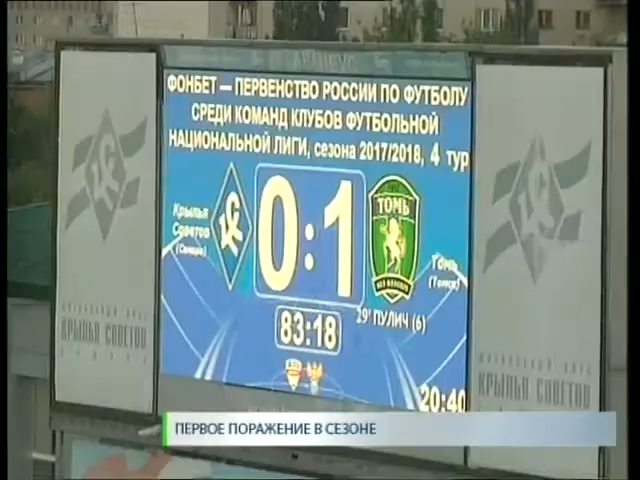 ФОНБЕТ — ПЕРВЕНСТВО РОССИИ ПО ФУТБОЛУ
СРЕДИ КОМАНД КЛУБОВ ФУТБОЛЬНОЙ
НАЦИОНАЛЬНОЙ ЛИГИ, сезона 2017/2018, 4 тур
Крылья
Советов
(Самара)
0:1
ТОМЬ
Томь
(Томск)
29' ПУЛИЧ (6)
83:18
20:40
КРЫЛЬЯ СОВЕТОВ
КРЫЛЬЯ СОВЕТОВ
ПЕРВОЕ ПОРАЖЕНИЕ В СЕЗОНЕ